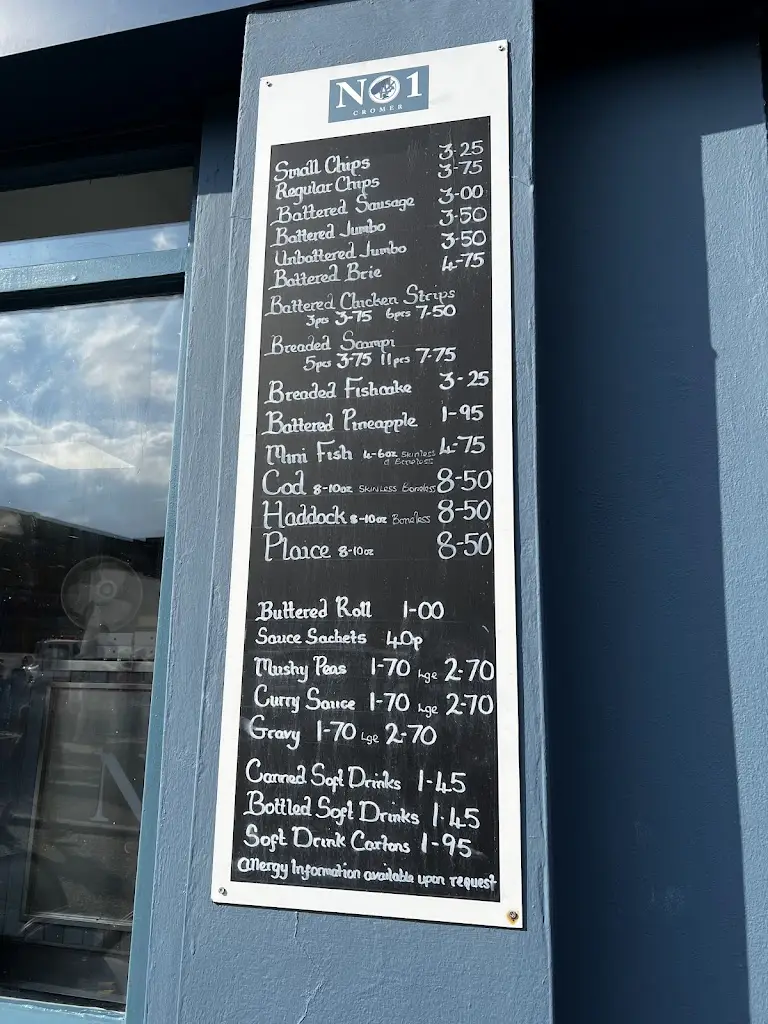 NO1
CROMER
Small Chips 3-25
Regular Chips 3-75
Battered Sausage 3-00
Battered Jumbo 3-50
Unbattered Jumbo 3-50
Battered Brie 4-75
Battered Chicken Strips
3pcs 3-75 6pcs 7-50
Breaded Scampi
5pcs 3-75 11pcs 7-75
Breaded Fishcake 3-25
Battered Pineapple 1-95
Mini Fish 4-6oz Skinless & Boneless 4-75
Cod 8-10oz Skinless Boneless 8-50
Haddock 8-10oz Boneless 8-50
Plaice 8-10oz 8-50
Buttered Roll 1-00
Sauce Sachets 40p
Mushy Peas 1-70 Lge 2-70
Curry Sauce 1-70 Lge 2-70
Gravy 1-70 Lge 2-70
Canned Soft Drinks 1-45
Bottled Soft Drinks 1-45
Soft Drink Cartons 1-95
Allergy Information available upon request
N